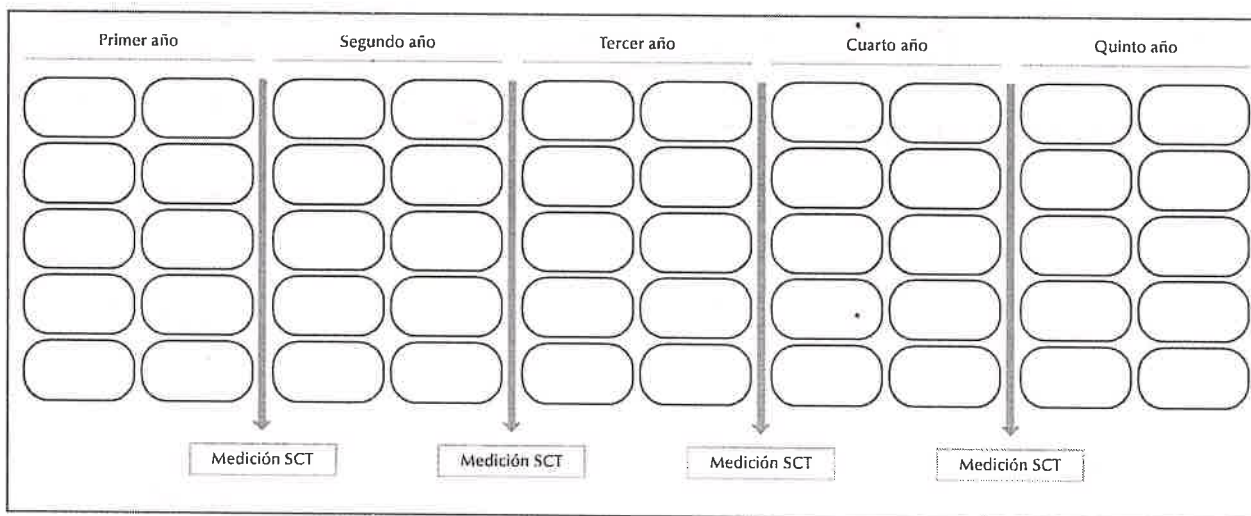 Primer año
Segundo año
Tercer año
Cuarto año
Quinto año
Medición SCT
Medición SCT
Medición SCT
Medición SCT